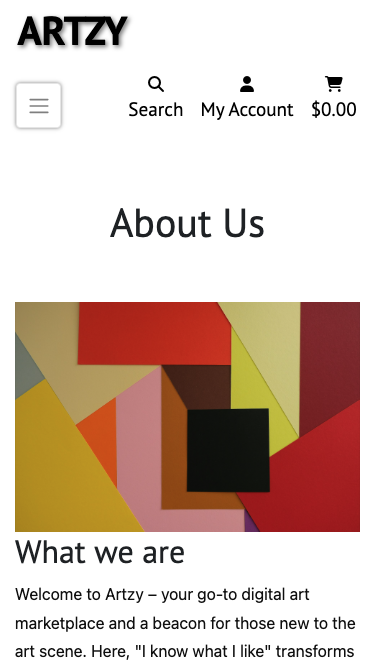 ARTZY
Search My Account $0.00
About Us
What we are
Welcome to Artzy – your go-to digital art
marketplace and a beacon for those new to the
art scene. Here, "I know what I like" transforms